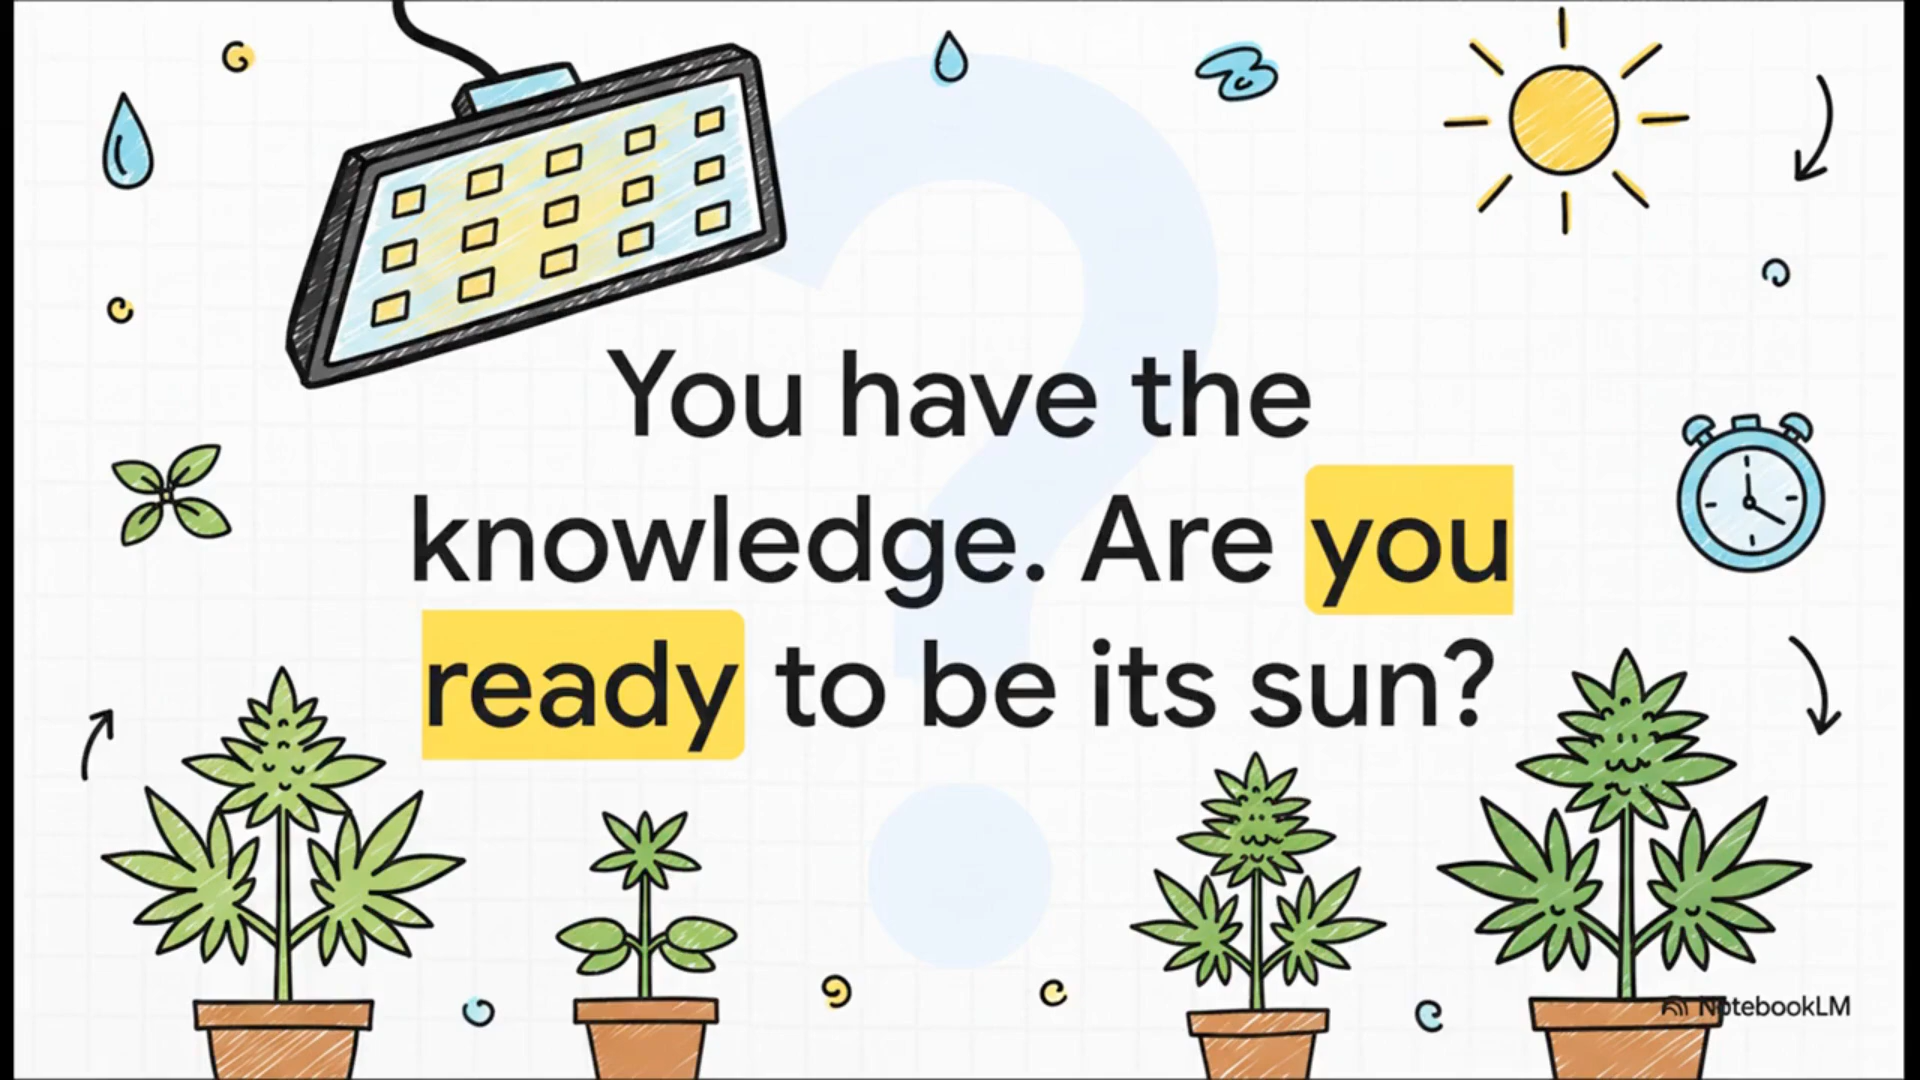 You have the
knowledge. Are you
ready to be its sun?
NotebookLM